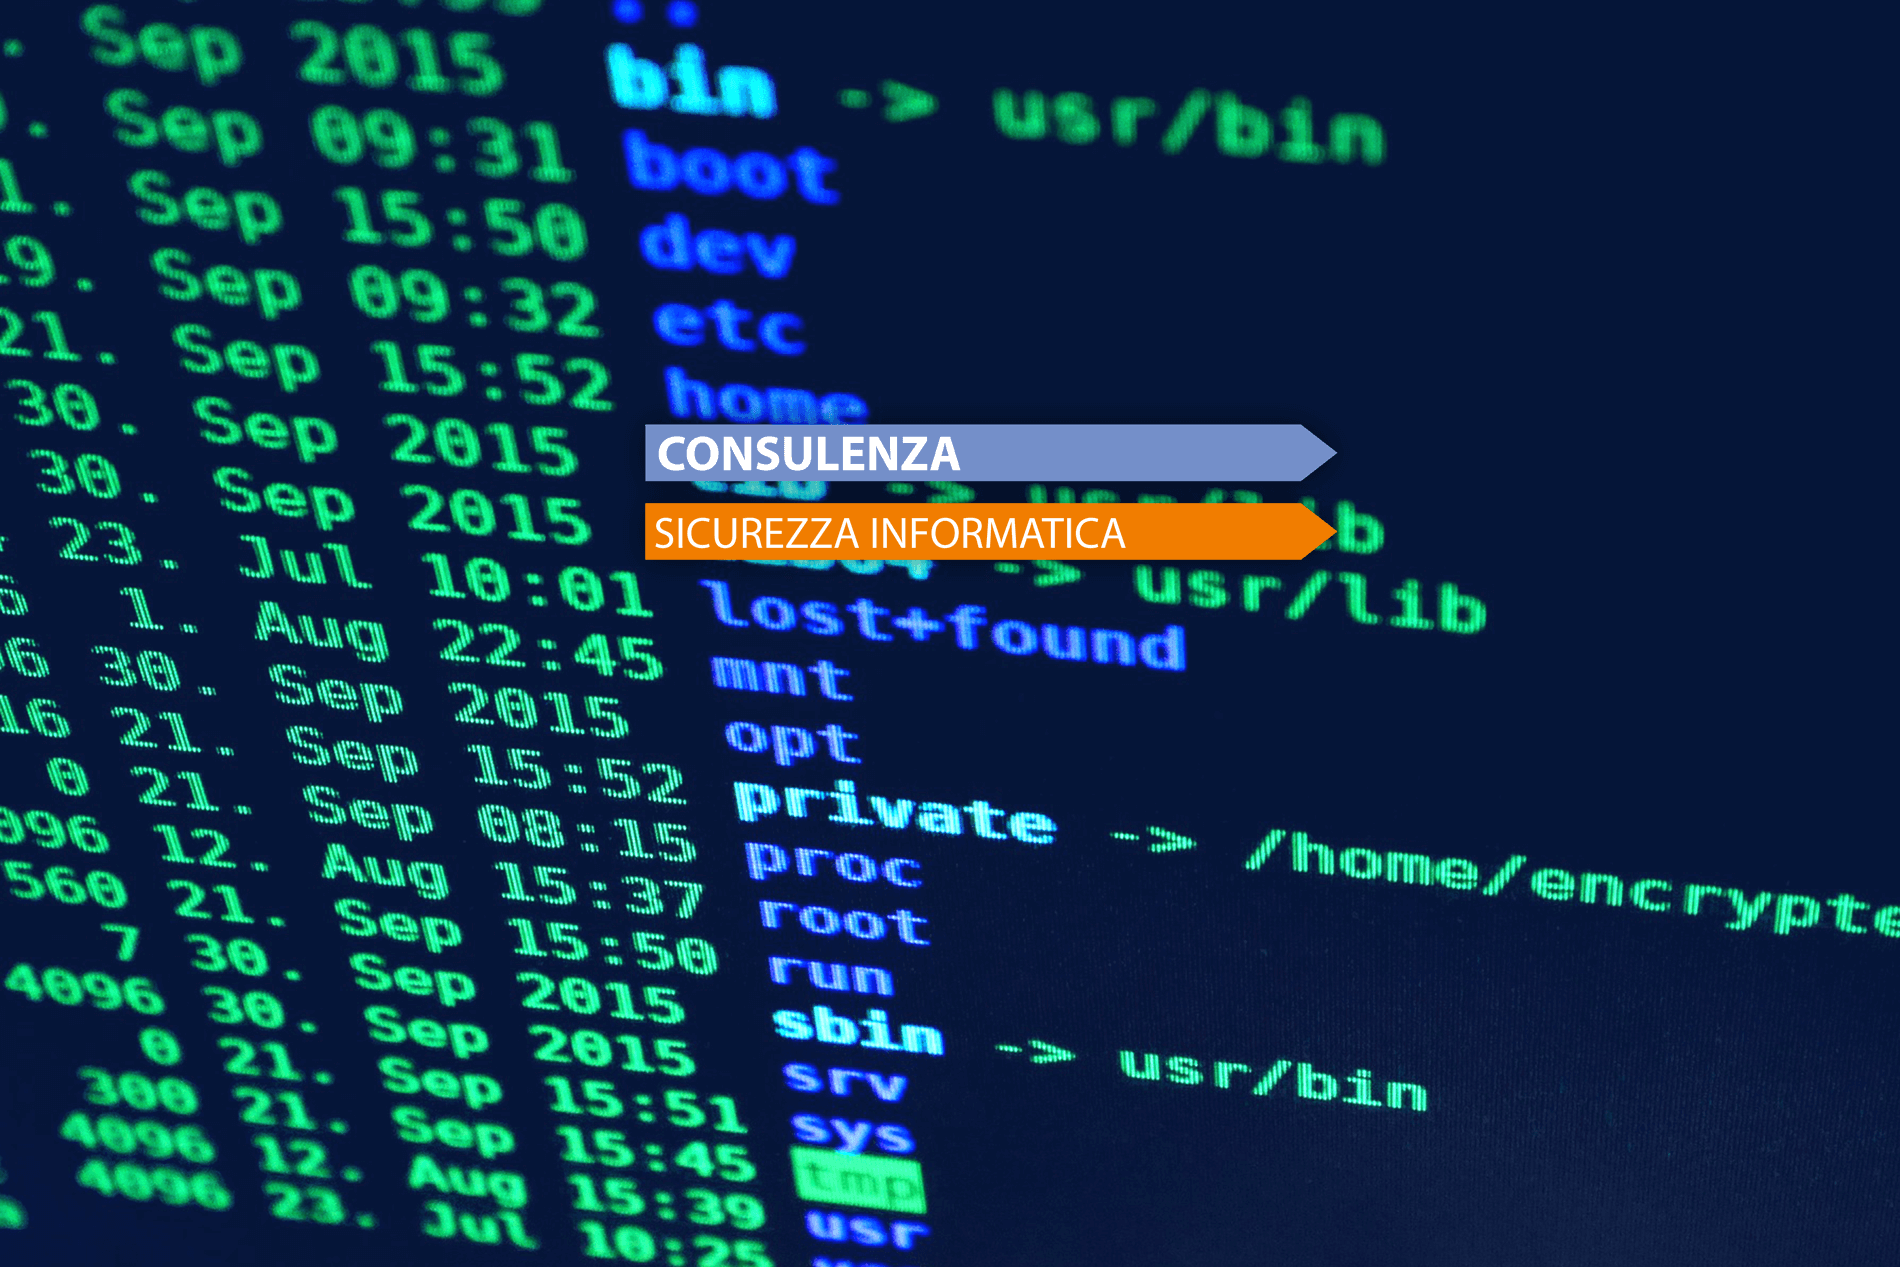 . Sep 2015 bin -> usr/bin
. Sep 09:31 boot
1. Sep 15:50 dev
19. Sep 09:32 etc
21. Sep 15:52 home
CONSULENZA
30. Sep 2015 -> usr/lib
SICUREZZA INFORMATICA
30. Sep 2015 -> usr/lib
23. Jul 10:01 lost+found
1. Aug 22:45 mnt
96 30. Sep 2015 opt
16 21. Sep 15:52 private -> /home/encrypte
0 21. Sep 08:15 proc
096 12. Aug 15:37 root
560 21. Sep 15:50 run
7 30. Sep 2015 sbin -> usr/bin
4096 30. Sep 2015 srv
0 21. Sep 15:51 sys
300 21. Sep 15:45 tmp
4096 12. Aug 15:39 usr
4096 23. Jul 10:25